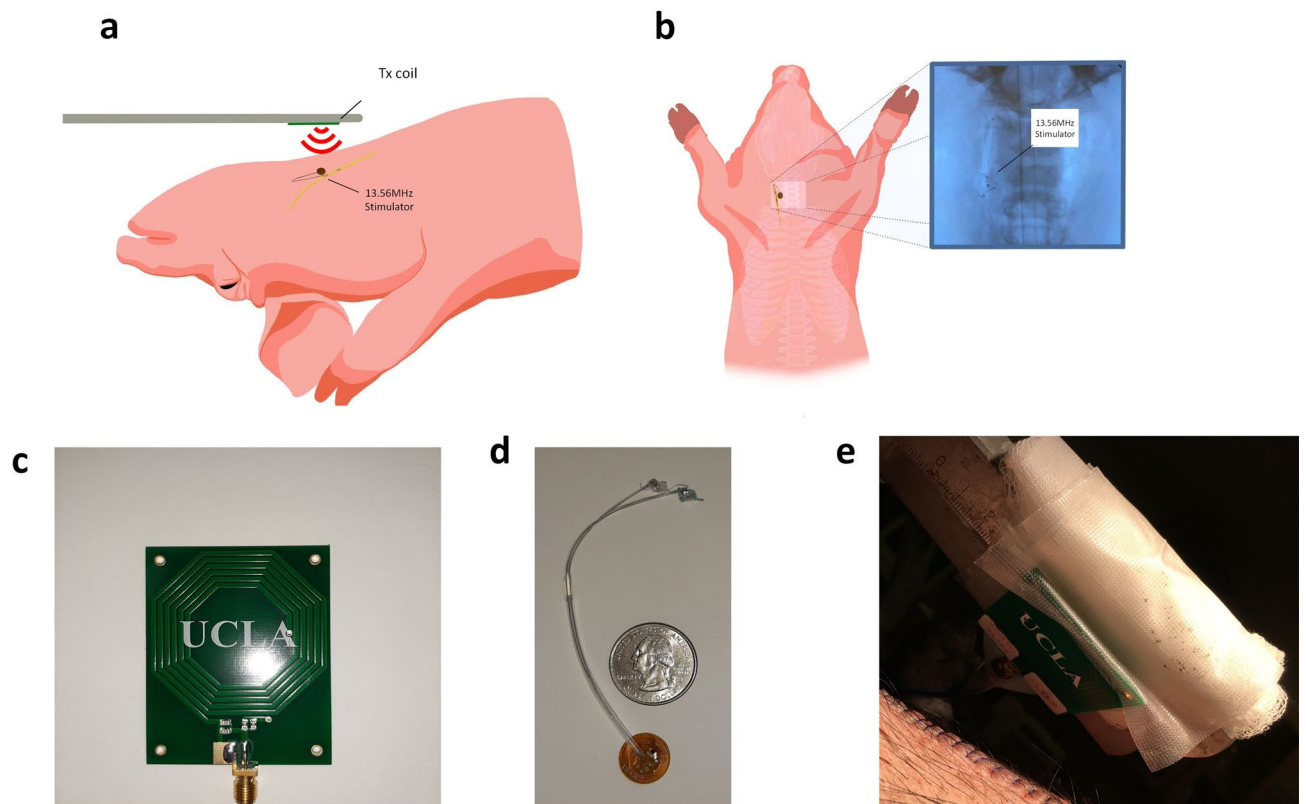 a
b
Tx coil
13.56MHz
Stimulator
13.56MHz
Stimulator
c
d
e
UCLA
UCLA